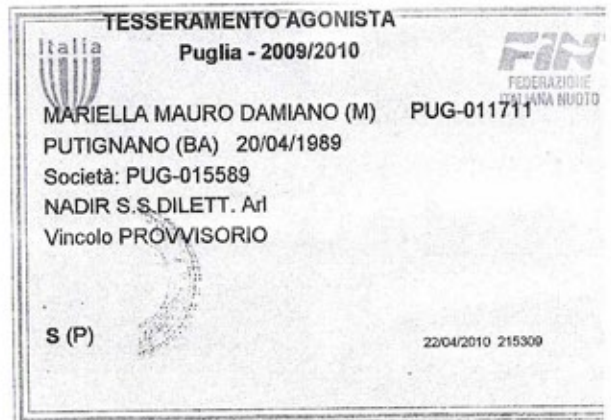 TESSERAMENTO AGONISTA
Italia
Puglia - 2009/2010
FIN
FEDERAZIONE
ITALIANA NUOTO
MARIELLA MAURO DAMIANO (M) PUG-011711
PUTIGNANO (BA) 20/04/1989
Società: PUG-015589
NADIR S.S.DILETT. Arl
Vincolo PROVVISORIO
S (P)
22/04/2010 215309